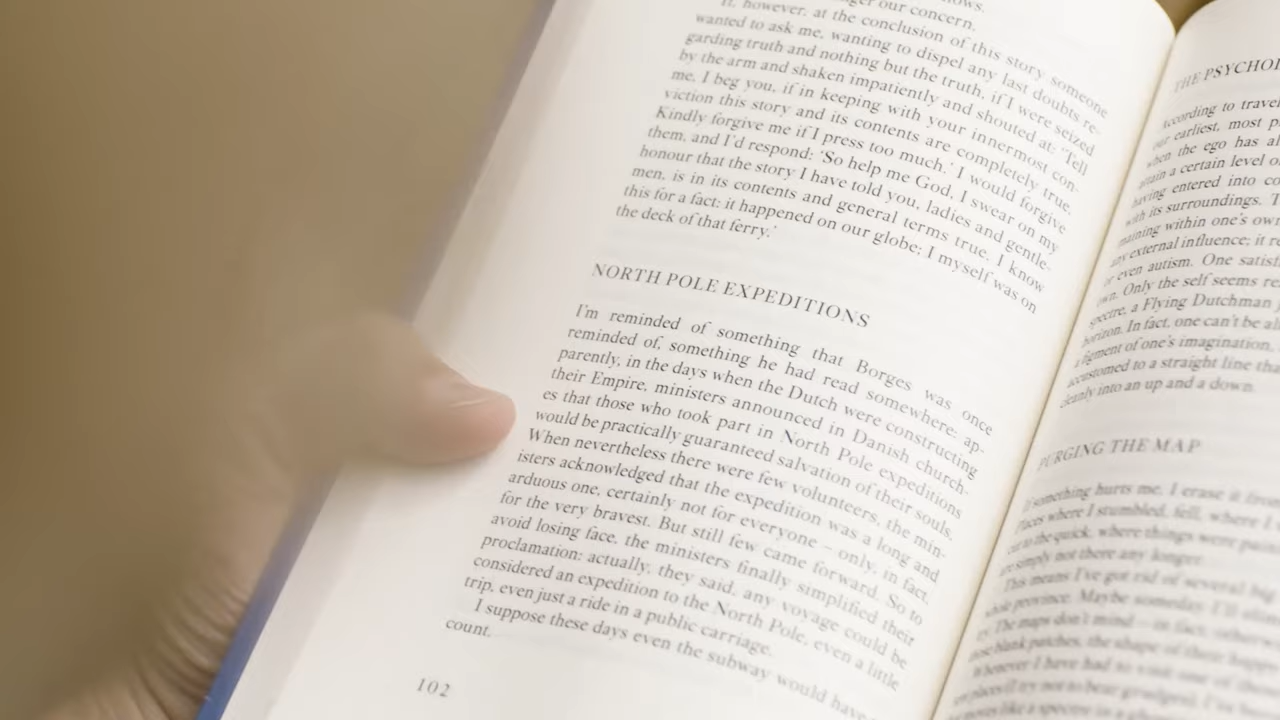 ger our concern.
If, however, at the conclusion of this story someone
wanted to ask me, wanting to dispel any last doubts re-
garding truth and nothing but the truth, if I were seized
by the arm and shaken impatiently and shouted at: 'Tell
me, I beg you, if in keeping with your innermost con-
viction this story and its contents are completely true.
Kindly forgive me if I press too much.' I would forgive
them, and I'd respond: 'So help me God, I swear on my
honour that the story I have told you, ladies and gentle-
men, is in its contents and general terms true. I know
this for a fact: it happened on our globe; I myself was on
the deck of that ferry.'
NORTH POLE EXPEDITIONS
I'm reminded of something that Borges was once
reminded of, something he had read somewhere: ap-
parently, in the days when the Dutch were constructing
their Empire, ministers announced in Danish church-
es that those who took part in North Pole expeditions
would be practically guaranteed salvation of their souls.
When nevertheless there were few volunteers, the min-
isters acknowledged that the expedition was a long and
arduous one, certainly not for everyone – only, in fact,
for the very bravest. But still few came forward. So to
avoid losing face, the ministers finally simplified their
proclamation: actually, they said, any voyage could be
considered an expedition to the North Pole, even a little
trip, even just a ride in a public carriage.
I suppose these days even the subway would have
count.
102
THE PSYCHOL
According to travel
our earliest, most p
when the ego has al
attain a certain level o
having entered into co
with its surroundings. T
maining within one's own
any external influence; it re
or even autism. One satisf
own. Only the self seems re
spectre, a Flying Dutchman
horizon. In fact, one can't be al
a figment of one's imagination,
accustomed to a straight line tha
cleanly into an up and a down.
PURGING THE MAP
If something hurts me, I erase it from
Places where I stumbled, fell, where I
cut to the quick, where things were pain
are simply not there any longer.
This means I've got rid of several big
whole province. Maybe someday I'll
The maps don't mind – in fact,
those blank patches, the shape of
Whenever I have had to visit one of